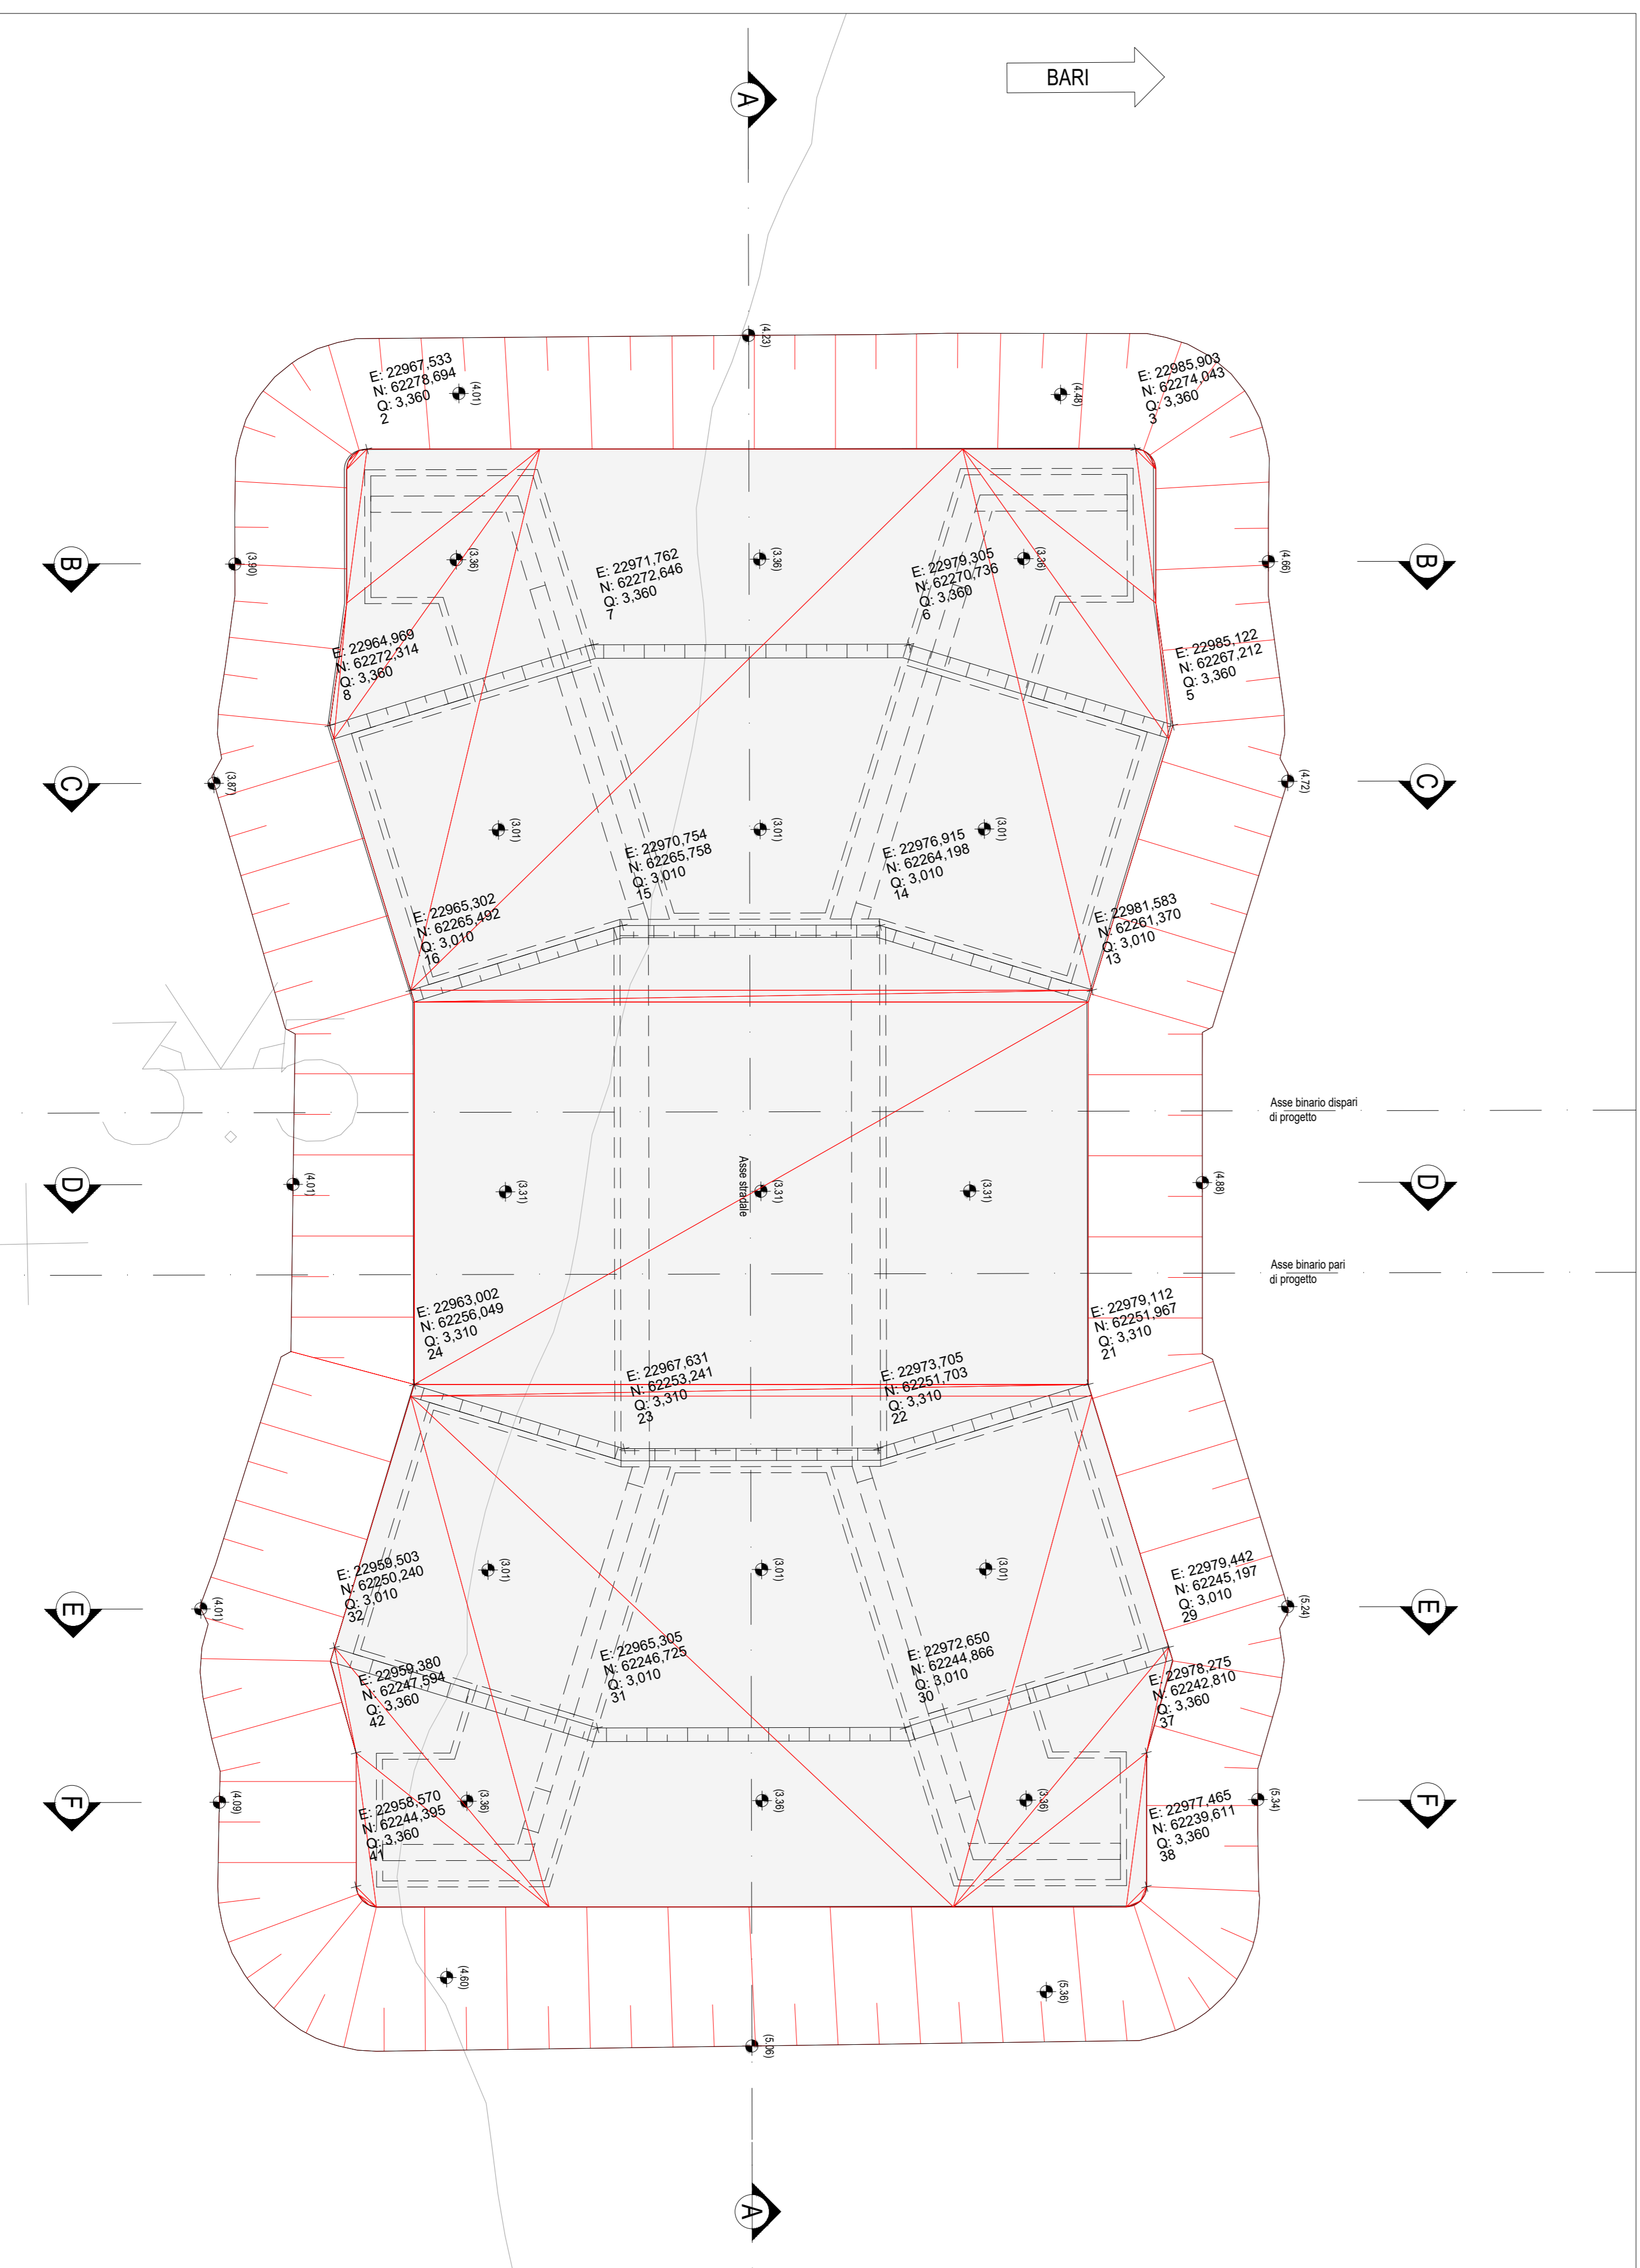 BARI
A
(4.23)
E: 22967,533
N: 62278,694
Q: 3,360
2
(4.01)
(4.48)
E: 22985,903
N: 62274,043
Q: 3,360
3
B
(3.90)
(3.36)
E: 22971,762
N: 62272,646
Q: 3,360
7
(3.36)
E: 22979,305
N: 62270,736
Q: 3,360
6
(3.36)
(4.66)
B
E: 22964,969
N: 62272,314
Q: 3,360
8
E: 22985,122
N: 62267,212
Q: 3,360
5
C
(3.87)
(4.72)
C
(3.01)
E: 22970,754
N: 62265,758
Q: 3,010
15
(3.01)
E: 22976,915
N: 62264,198
Q: 3,010
14
(3.01)
E: 22965,302
N: 62265,492
Q: 3,010
16
E: 22981,583
N: 62261,370
Q: 3,010
13
3.5
Asse binario dispari
di progetto
D
(4.01)
(3.31)
Asse stradale
(3.31)
(3.31)
(4.88)
D
Asse binario pari
di progetto
E: 22963,002
N: 62256,049
Q: 3,310
24
E: 22979,112
N: 62251,967
Q: 3,310
21
E: 22967,631
N: 62253,241
Q: 3,310
23
E: 22973,705
N: 62251,703
Q: 3,310
22
E: 22959,503
N: 62250,240
Q: 3,010
32
(3.01)
(3.01)
(3.01)
E: 22979,442
N: 62245,197
Q: 3,010
29
E
(4.01)
(5.24)
E
E: 22959,380
N: 62247,594
Q: 3,360
42
E: 22965,305
N: 62246,725
Q: 3,010
31
E: 22972,650
N: 62244,866
Q: 3,010
30
E: 22978,275
N: 62242,810
Q: 3,360
37
F
(4.09)
E: 22958,570
N: 62244,395
Q: 3,360
41
(3.36)
(3.36)
(3.36)
E: 22977,465
N: 62239,611
Q: 3,360
38
(5.34)
F
(4.60)
(5.36)
(5.06)
A